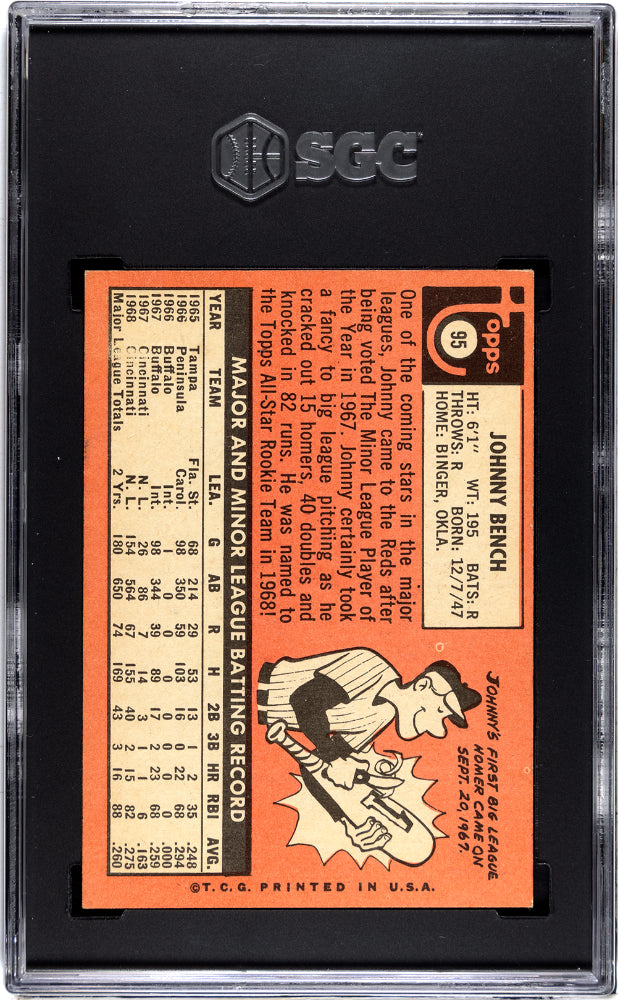 SGC
Topps
95
JOHNNY BENCH
HT: 6'1" WT: 195 BATS: R
THROWS: R BORN: 12/7/47
HOME: BINGER, OKLA.
One of the coming stars in the major
leagues, Johnny came to the Reds after
being voted The Minor League Player of
the Year in 1967. Johnny certainly took
a fancy to big league pitching as he
cracked out 15 homers, 40 doubles and
knocked in 82 runs. He was named to
the Topps All-Star Rookie Team in 1968!
JOHNNY'S FIRST BIG LEAGUE
HOMER CAME ON
SEPT. 20, 1967.
1
MAJOR AND MINOR LEAGUE BATTING RECORD
YEAR TEAM LEA. G AB R H 2B 3B HR RBI AVG.
1965 Tampa Fla. St. 68 214 29 53 13 1 2 35 .248
1966 Peninsula Carol. 98 350 59 103 16 0 22 68 .294
1966 Buffalo Int. 1 0 0 0 0 0 0 0 .000
1967 Buffalo Int. 98 344 39 89 17 3 23 68 .259
1967 Cincinnati N. L. 26 86 7 14 3 1 1 6 .163
1968 Cincinnati N. L. 154 564 67 155 40 2 15 82 .275
Major League Totals 2 Yrs. 180 650 74 169 43 3 16 88 .260
©T.C.G. PRINTED IN U.S.A.